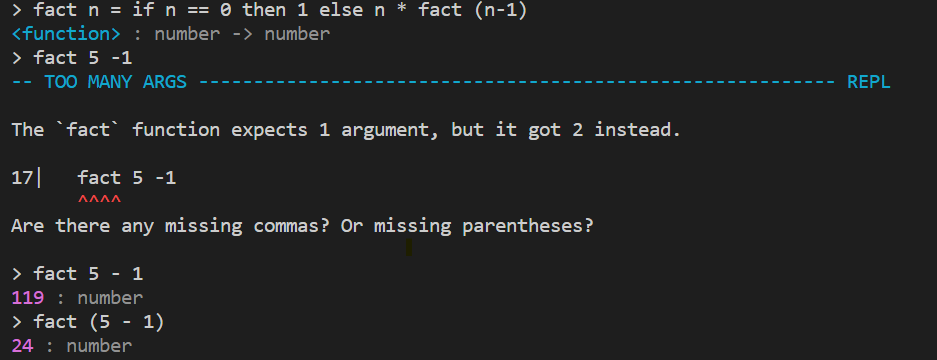 > fact n = if n == 0 then 1 else n * fact (n-1)
<function> : number -> number
> fact 5 -1
-- TOO MANY ARGS ---------------------------------------------------------- REPL
The `fact` function expects 1 argument, but it got 2 instead.
17|   fact 5 -1
      ^^^^
Are there any missing commas? Or missing parentheses?
> fact 5 - 1
119 : number
> fact (5 - 1)
24 : number